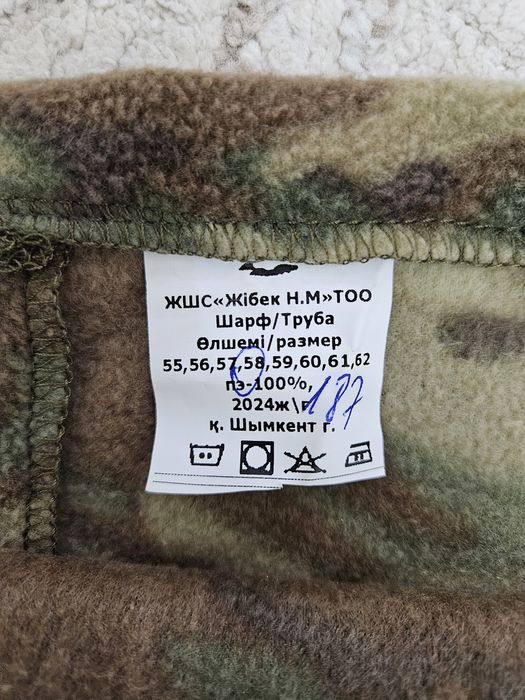 ЖШС«Жібек Н.М»ТОО
Шарф/Труба
Өлшемі/размер
55,56,57,58,59,60,61,62
пэ-100%,
2024ж\г
187
қ. Шымкент г.